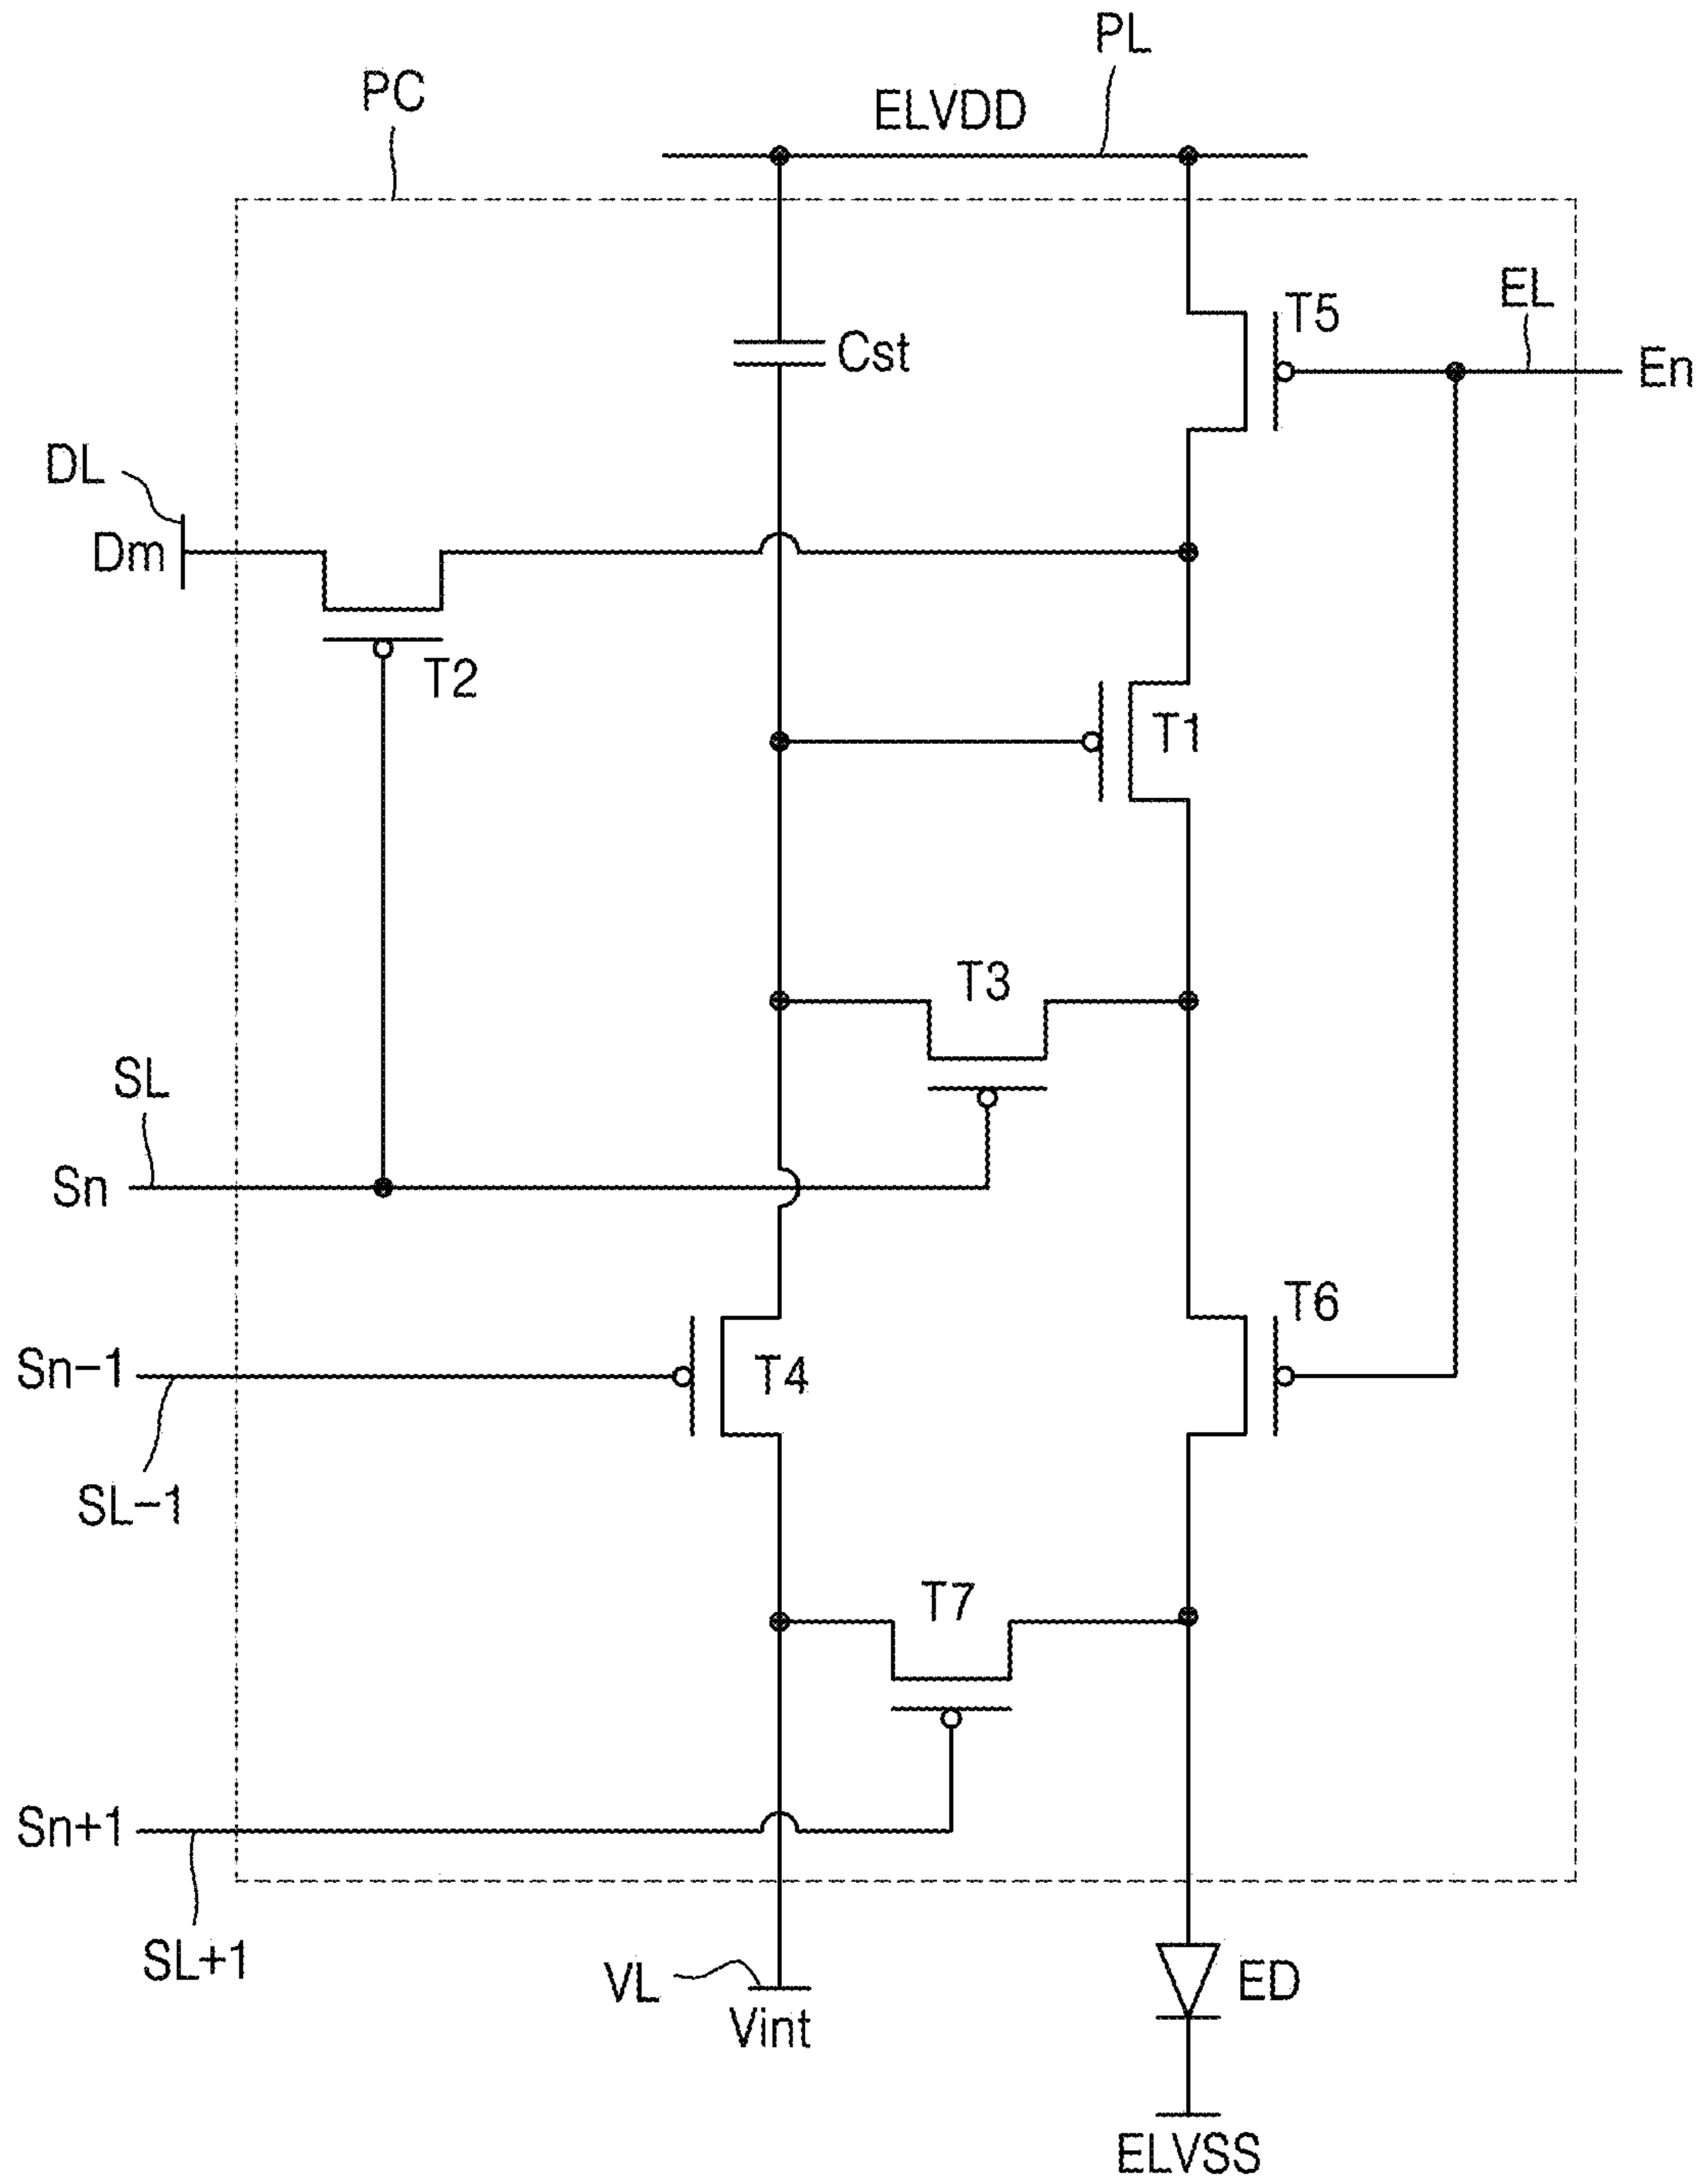 PL
PC
ELVDD
T5
EL
Cst
En
DL
Dm
T2
T1
T3
SL
Sn
T6
Sn-1
T4
SL-1
T7
Sn+1
SL+1
VL
ED
Vint
ELVSS